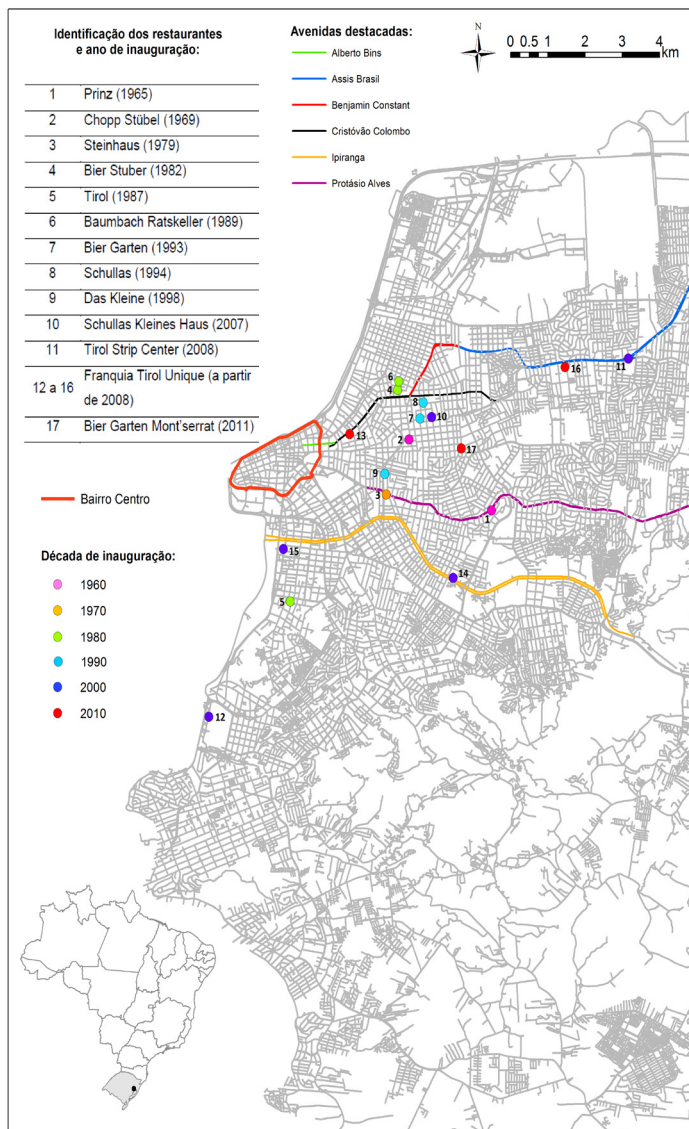 Identificação dos restaurantes
e ano de inauguração:
1 Prinz (1965)
2 Chopp Stübel (1969)
3 Steinhaus (1979)
4 Bier Stuber (1982)
5 Tirol (1987)
6 Baumbach Ratskeller (1989)
7 Bier Garten (1993)
8 Schullas (1994)
9 Das Kleine (1998)
10 Schullas Kleines Haus (2007)
11 Tirol Strip Center (2008)
12 a 16 Franquia Tirol Unique (a partir
de 2008)
17 Bier Garten Mont'serrat (2011)
Bairro Centro
Década de inauguração:
1960
1970
1980
1990
2000
2010
Avenidas destacadas:
Alberto Bins
Assis Brasil
Benjamin Constant
Cristóvão Colombo
Ipiranga
Protásio Alves
N
0 0.5 1 2 3 4
km
11
16
6
4
8
7
10
13
2
17
9
3
1
15
14
5
12